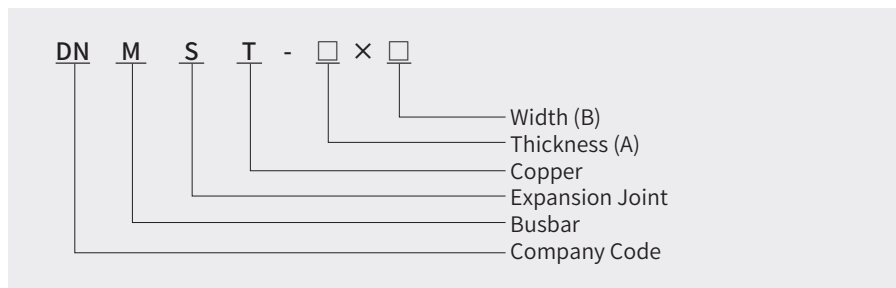 DN M S T - □ × □
Width (B)
Thickness (A)
Copper
Expansion Joint
Busbar
Company Code